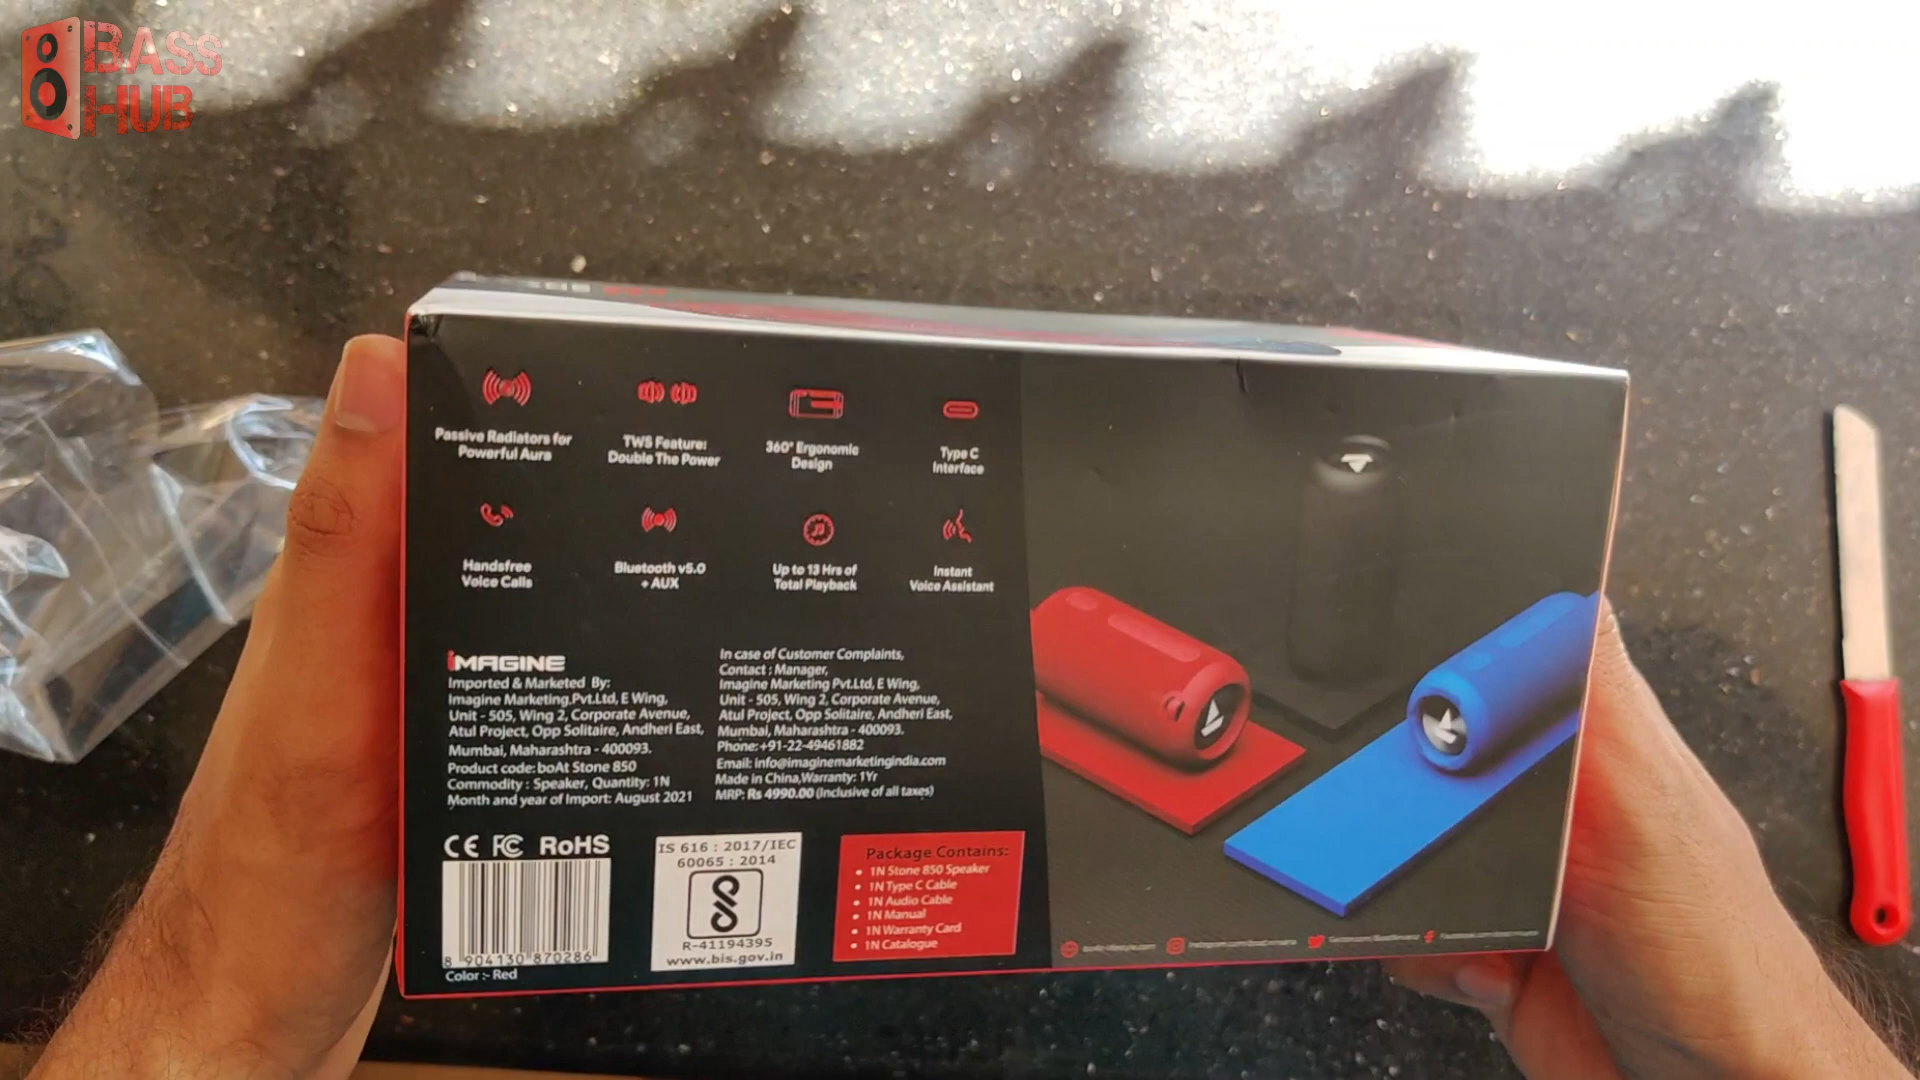 BASS
HUB
Passive Radiators for
Powerful Aura
TWS Feature:
Double The Power
360° Ergonomic
Design
Type C
Interface
Handsfree
Voice Calls
Bluetooth v5.0
+ AUX
Up to 13 Hrs of
Total Playback
Instant
Voice Assistant
iMAGINE
Imported & Marketed By:
Imagine Marketing.Pvt.Ltd, E Wing,
Unit - 505, Wing 2, Corporate Avenue,
Atul Project, Opp Solitaire, Andheri East,
Mumbai, Maharashtra - 400093.
Product code: boAt Stone 850
Commodity : Speaker, Quantity: 1N
Month and year of Import: August 2021
In case of Customer Complaints,
Contact : Manager,
Imagine Marketing Pvt.Ltd, E Wing,
Unit - 505, Wing 2, Corporate Avenue,
Atul Project, Opp Solitaire, Andheri East,
Mumbai, Maharashtra - 400093.
Phone: +91-22-49461882
Email: info@imaginemarketingindia.com
Made in China, Warranty: 1Yr
MRP: Rs 4990.00 (Inclusive of all taxes)
CE FC RoHS
8 904130 870286
Color :- Red
IS 616 : 2017/IEC
60065 : 2014
R-41194395
www.bis.gov.in
Package Contains:
• 1N Stone 850 Speaker
• 1N Type C Cable
• 1N Audio Cable
• 1N Manual
• 1N Warranty Card
• 1N Catalogue